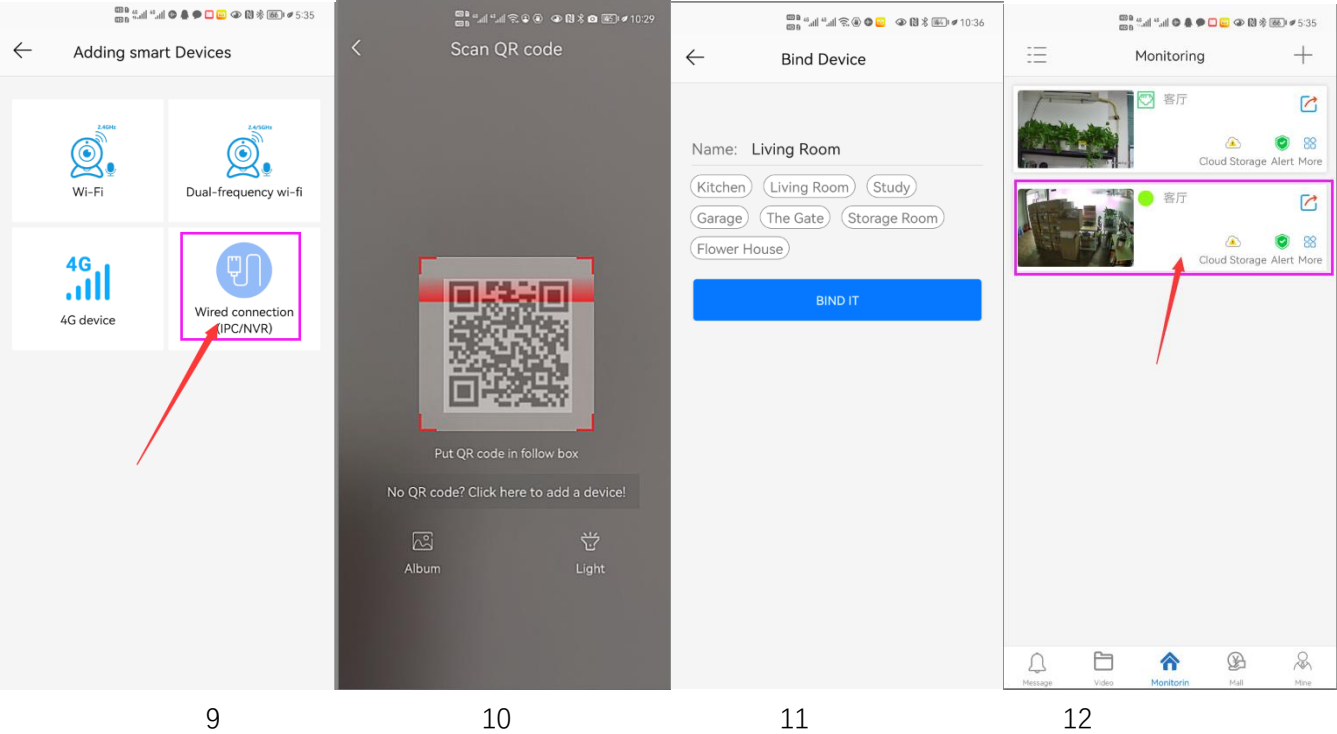 5:35
Adding smart Devices
2.4GHz
Wi-Fi
2.4/5GHz
Dual-frequency wi-fi
4G
4G device
Wired connection
(IPC/NVR)
9
10:29
Scan QR code
Put QR code in follow box
No QR code? Click here to add a device!
Album
Light
10
10:36
Bind Device
Name: Living Room
Kitchen
Living Room
Study
Garage
The Gate
Storage Room
Flower House
BIND IT
11
5:35
Monitoring
客厅
Cloud Storage
Alert
More
客厅
Cloud Storage
Alert
More
Message
Video
Monitorin
Mall
Mine
12